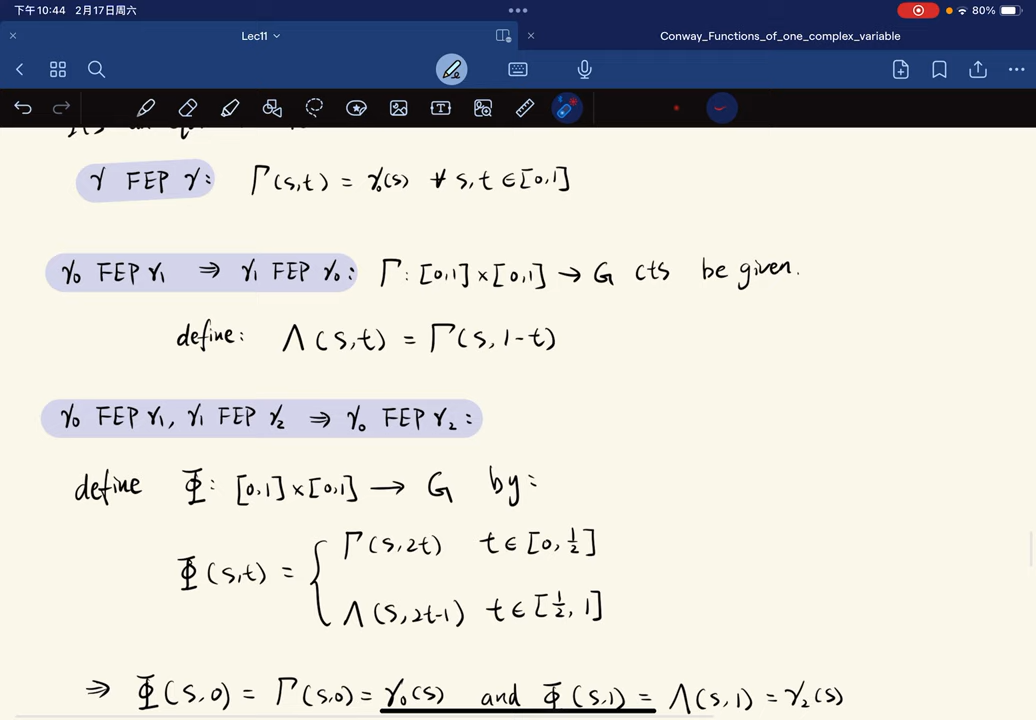 下午10:44 2月17日周六
80%
Lec11
Conway_Functions_of_one_complex_variable
γ FEP γ: Γ(s,t) = γ₀(s) ∀ s,t ∈ [0,1]
γ₀ FEP γ₁ ⇒ γ₁ FEP γ₀: Γ: [0,1]×[0,1] → G cts be given.
define: Λ(s,t) = Γ(s,1-t)
γ₀ FEP γ₁, γ₁ FEP γ₂ ⇒ γ₀ FEP γ₂:
define Φ: [0,1]×[0,1] → G by:
Φ(s,t) = { Γ(s,2t) t∈[0,½]
Λ(s,2t-1) t∈[½,1]
⇒ Φ(s,0) = Γ(s,0) = γ₀(s) and Φ(s,1) = Λ(s,1) = γ₂(s)